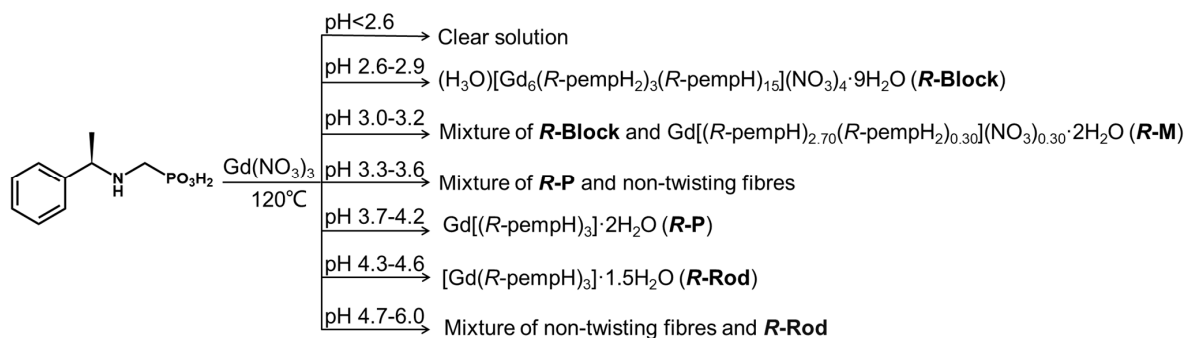 pH<2.6
Clear solution
pH 2.6-2.9
(H₃O)[Gd₆(R-pempH₂)₃(R-pempH)₁₅](NO₃)₄·9H₂O (R-Block)
pH 3.0-3.2
Mixture of R-Block and Gd[(R-pempH)₂.₇₀(R-pempH₂)₀.₃₀](NO₃)₀.₃₀·2H₂O (R-M)
N
H
PO₃H₂
Gd(NO₃)₃
120℃
pH 3.3-3.6
Mixture of R-P and non-twisting fibres
pH 3.7-4.2
Gd[(R-pempH)₃]·2H₂O (R-P)
pH 4.3-4.6
[Gd(R-pempH)₃]·1.5H₂O (R-Rod)
pH 4.7-6.0
Mixture of non-twisting fibres and R-Rod